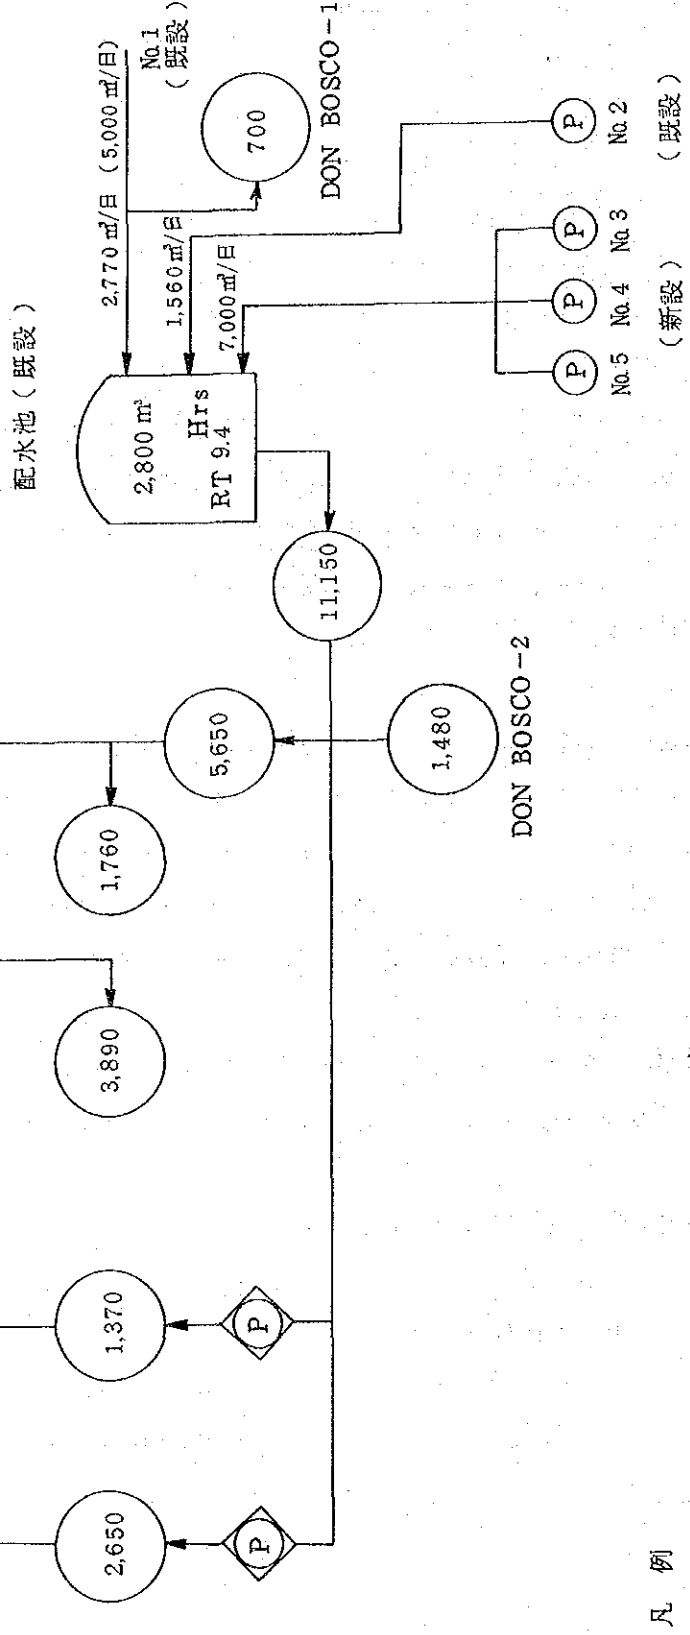 配水池（既設）
2,770㎥/日 (5,000㎥/日)
No.1
（既設）
700
DON BOSCO-1
1,560㎥/日
7,000㎥/日
2,800㎥
Hrs
RT 9.4
P
No.2
（既設）
P
No.3
P
No.4
P
No.5
（新設）
11,150
5,650
1,480
DON BOSCO-2
1,760
3,890
1,370
P
2,650
P
凡例